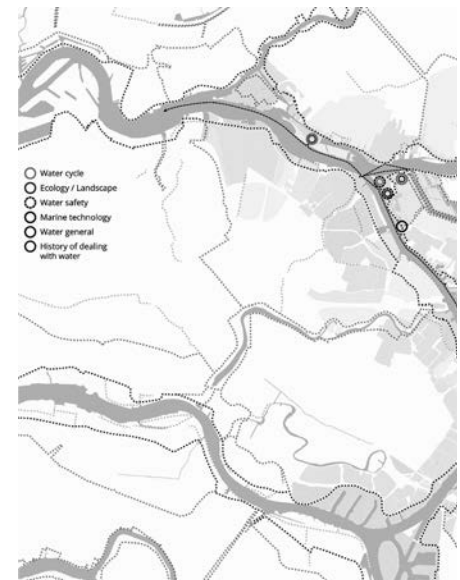 Water cycle
Ecology / Landscape
Water safety
Marine technology
Water general
History of dealing
with water